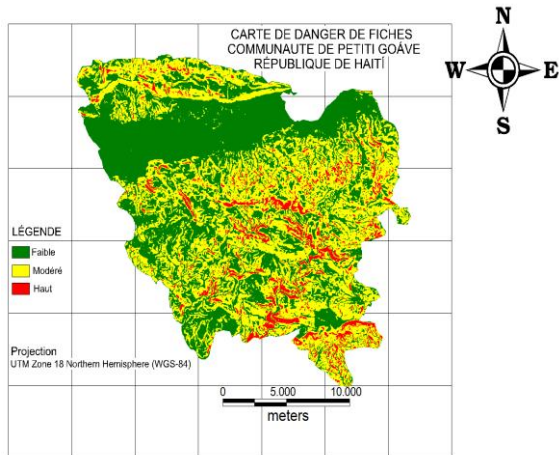 CARTE DE DANGER DE FICHES
COMMUNAUTE DE PETITI GOÁVE
RÉPUBLIQUE DE HAITÍ
N
W E
S
LÉGENDE
Faible
Modéré
Haut
Projection
UTM Zone 18 Northern Hemisphere (WGS-84)
0 5.000 10.000
meters